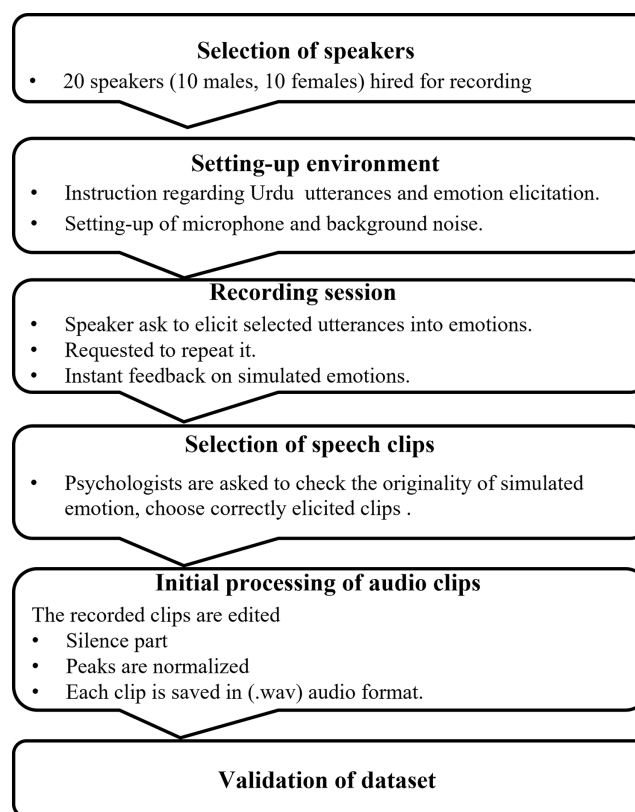 Selection of speakers
• 20 speakers (10 males, 10 females) hired for recording
Setting-up environment
• Instruction regarding Urdu utterances and emotion elicitation.
• Setting-up of microphone and background noise.
Recording session
• Speaker ask to elicit selected utterances into emotions.
• Requested to repeat it.
• Instant feedback on simulated emotions.
Selection of speech clips
• Psychologists are asked to check the originality of simulated
emotion, choose correctly elicited clips .
Initial processing of audio clips
The recorded clips are edited
• Silence part
• Peaks are normalized
• Each clip is saved in (.wav) audio format.
Validation of dataset